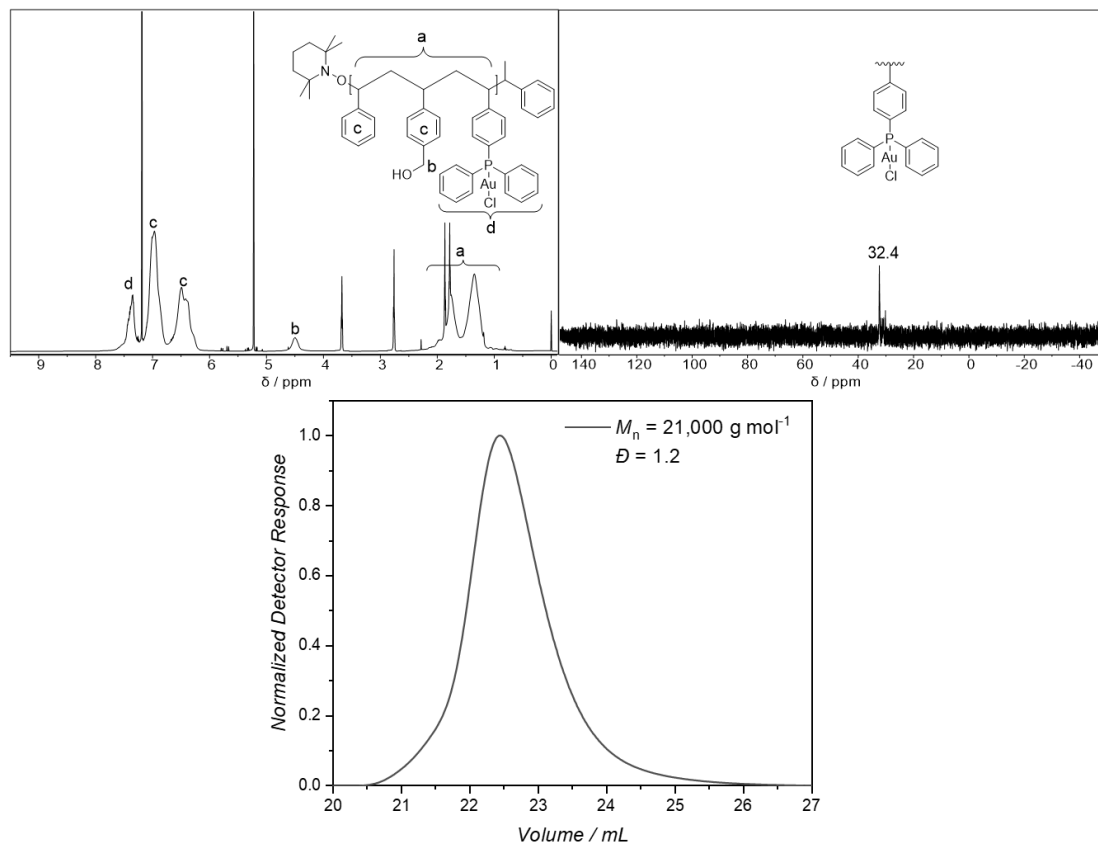 a
N
O
c
c
HO
b
P
Au
Cl
d
a
d
c
c
b
9
8
7
6
5
4
3
2
1
0
δ / ppm
P
Au
Cl
32.4
140
120
100
80
60
40
20
0
-20
-40
δ / ppm
Mn = 21,000 g mol-1
Đ = 1.2
Normalized Detector Response
1.0
0.8
0.6
0.4
0.2
0.0
20
21
22
23
24
25
26
27
Volume / mL